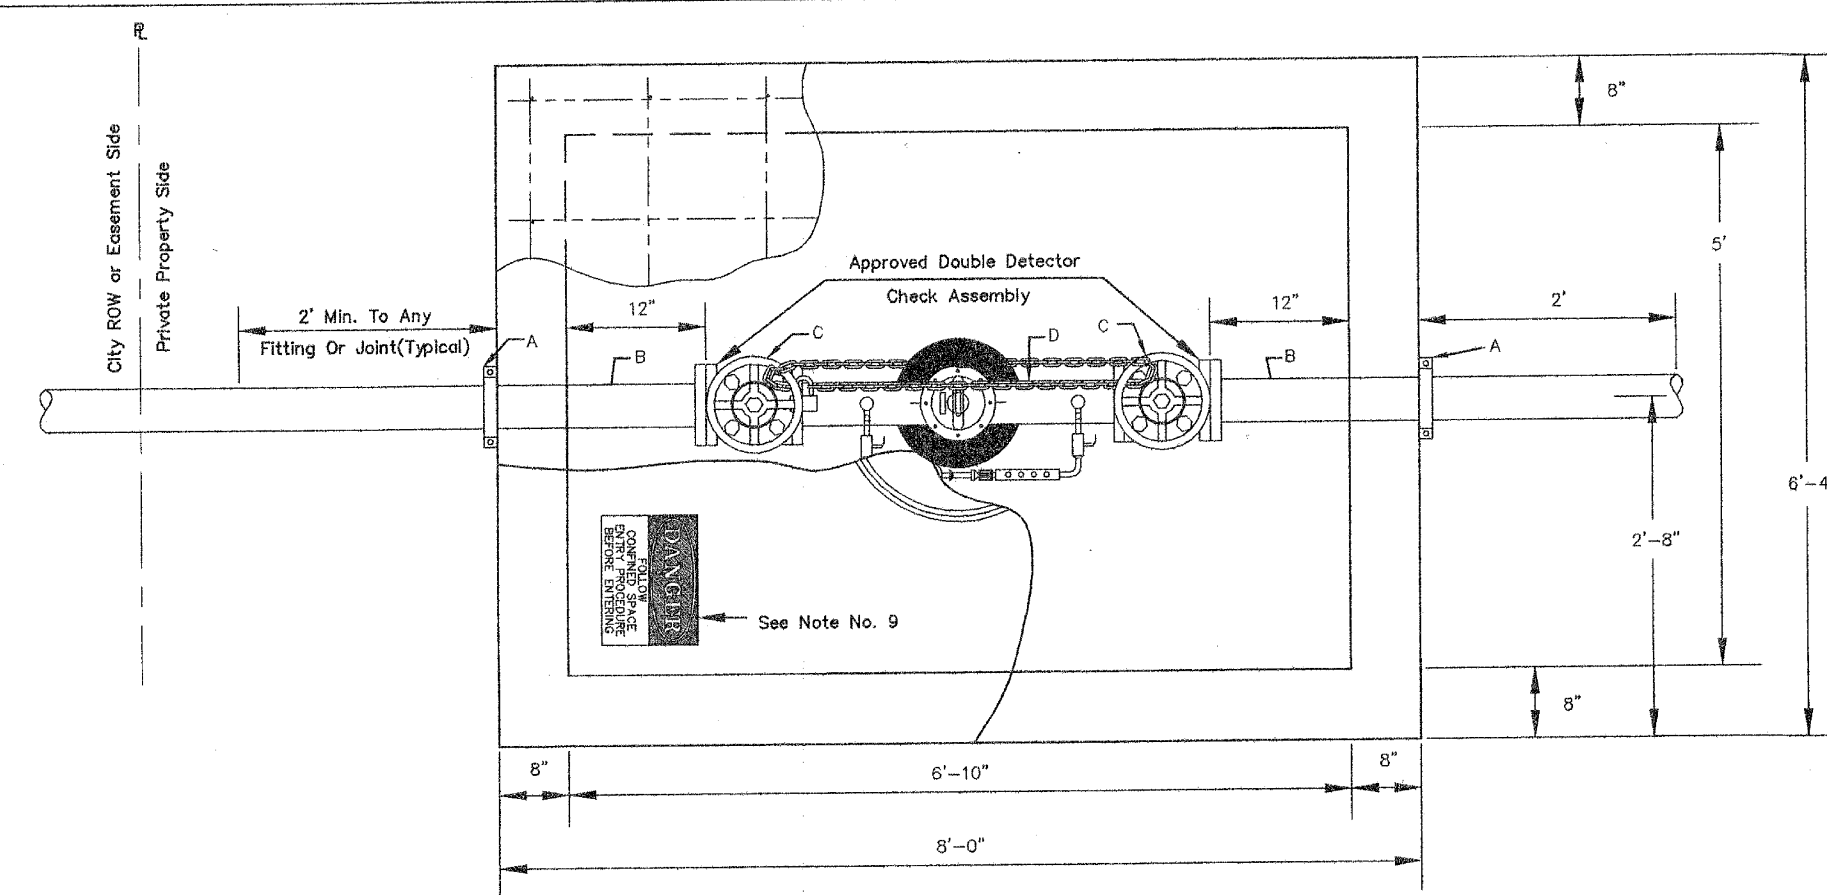 PL
City ROW or Easement Side
Private Property Side
8"
5'
Approved Double Detector
Check Assembly
2' Min. To Any
Fitting Or Joint(Typical)
12"
12"
2'
A
B
C
C
D
B
A
6'-4
2'-8"
DANGER
FOLLOW
CONFINED SPACE
ENTRY PROCEDURE
BEFORE ENTERING
See Note No. 9
8"
8"
6'-10"
8"
8'-0"